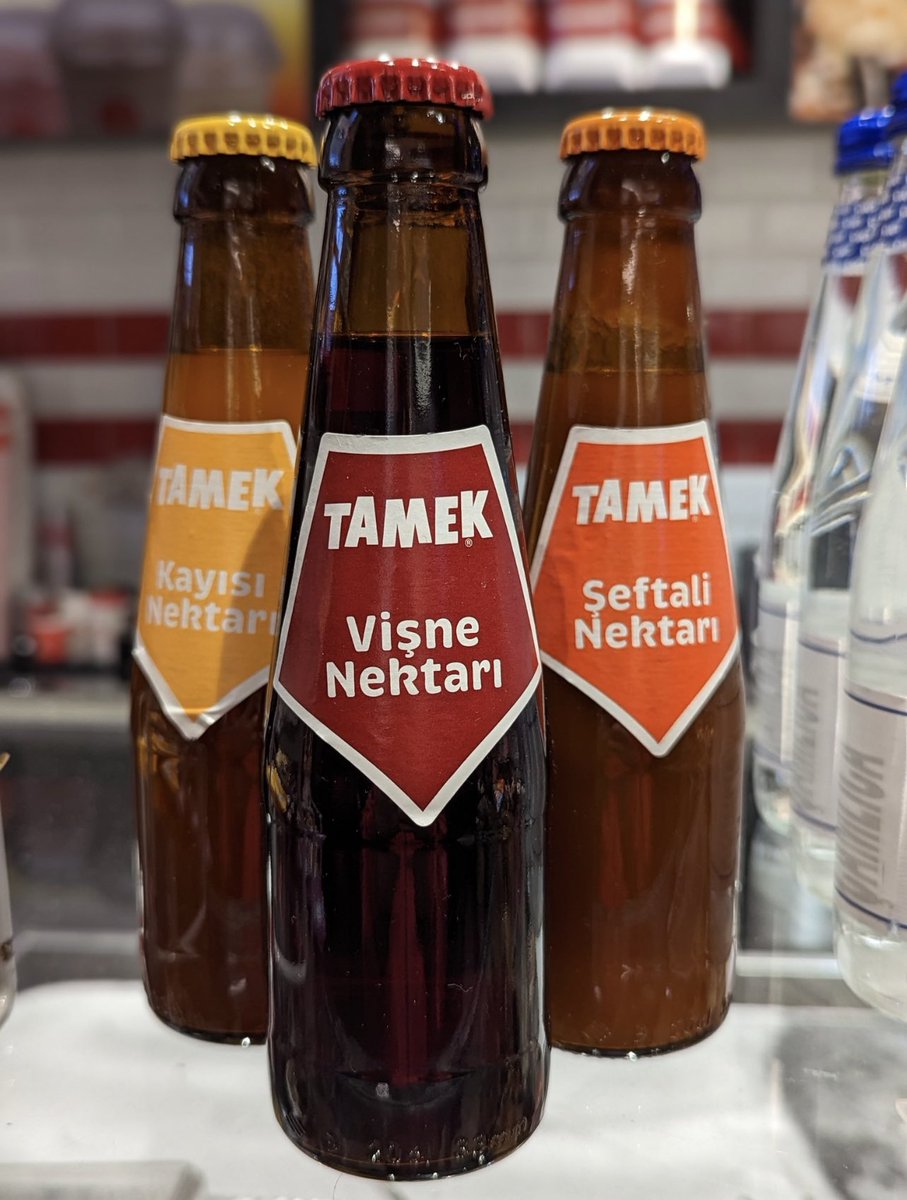 TAMEK
Kayısı
Nektarı
TAMEK®
Vişne
Nektarı
TAMEK
Şeftali
Nektarı